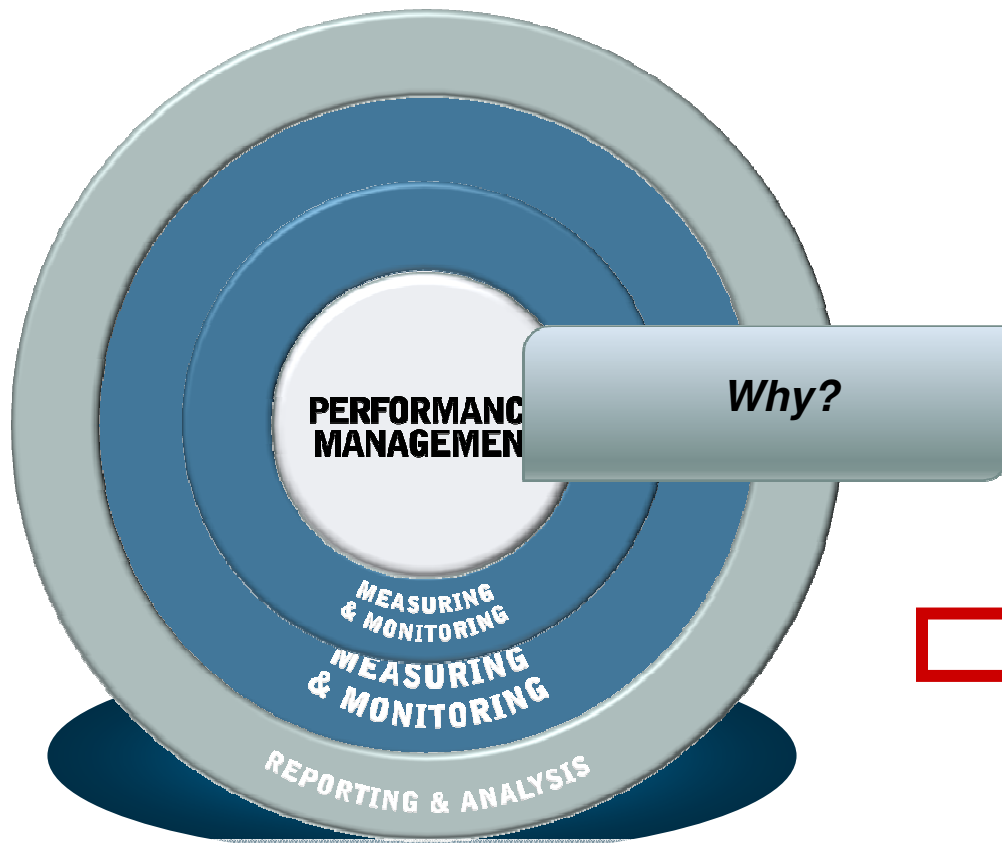 PERFORMANC
MANAGEMEN
Why?
MEASURING
& MONITORING
MEASURING
& MONITORING
REPORTING & ANALYSIS